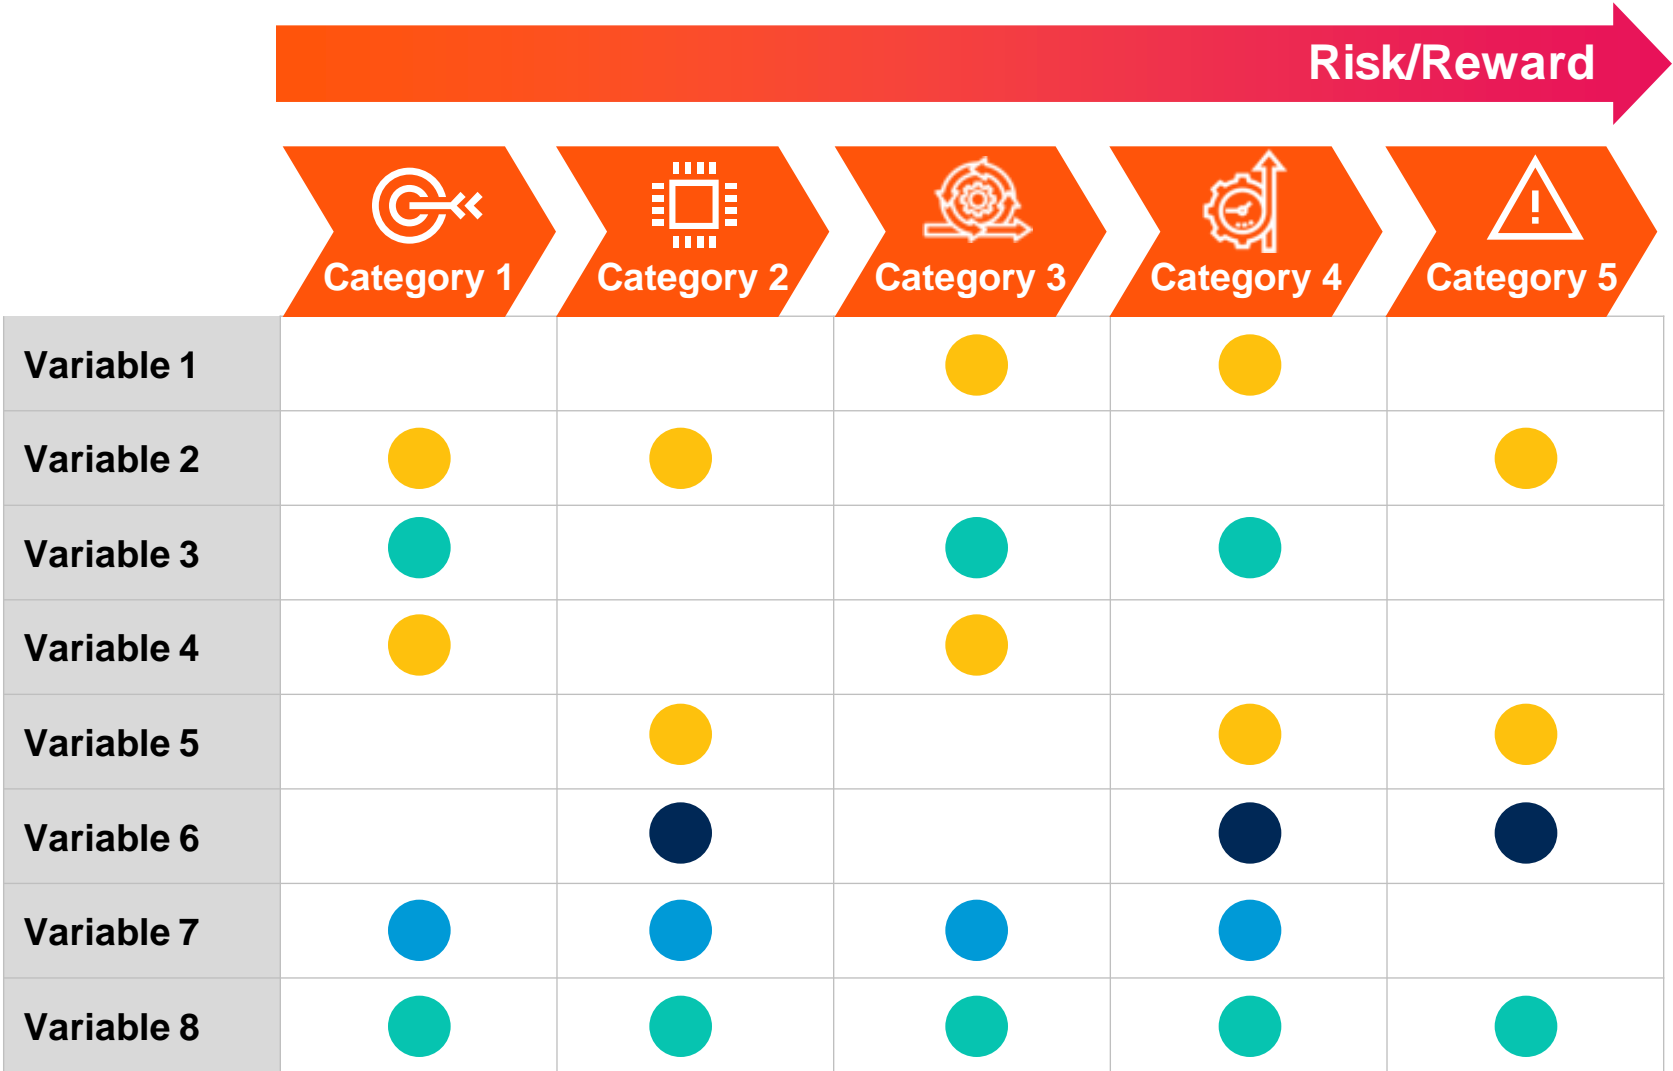 Risk/Reward
Category 1
Category 2
Category 3
Category 4
Category 5
Variable 1
Variable 2
Variable 3
Variable 4
Variable 5
Variable 6
Variable 7
Variable 8